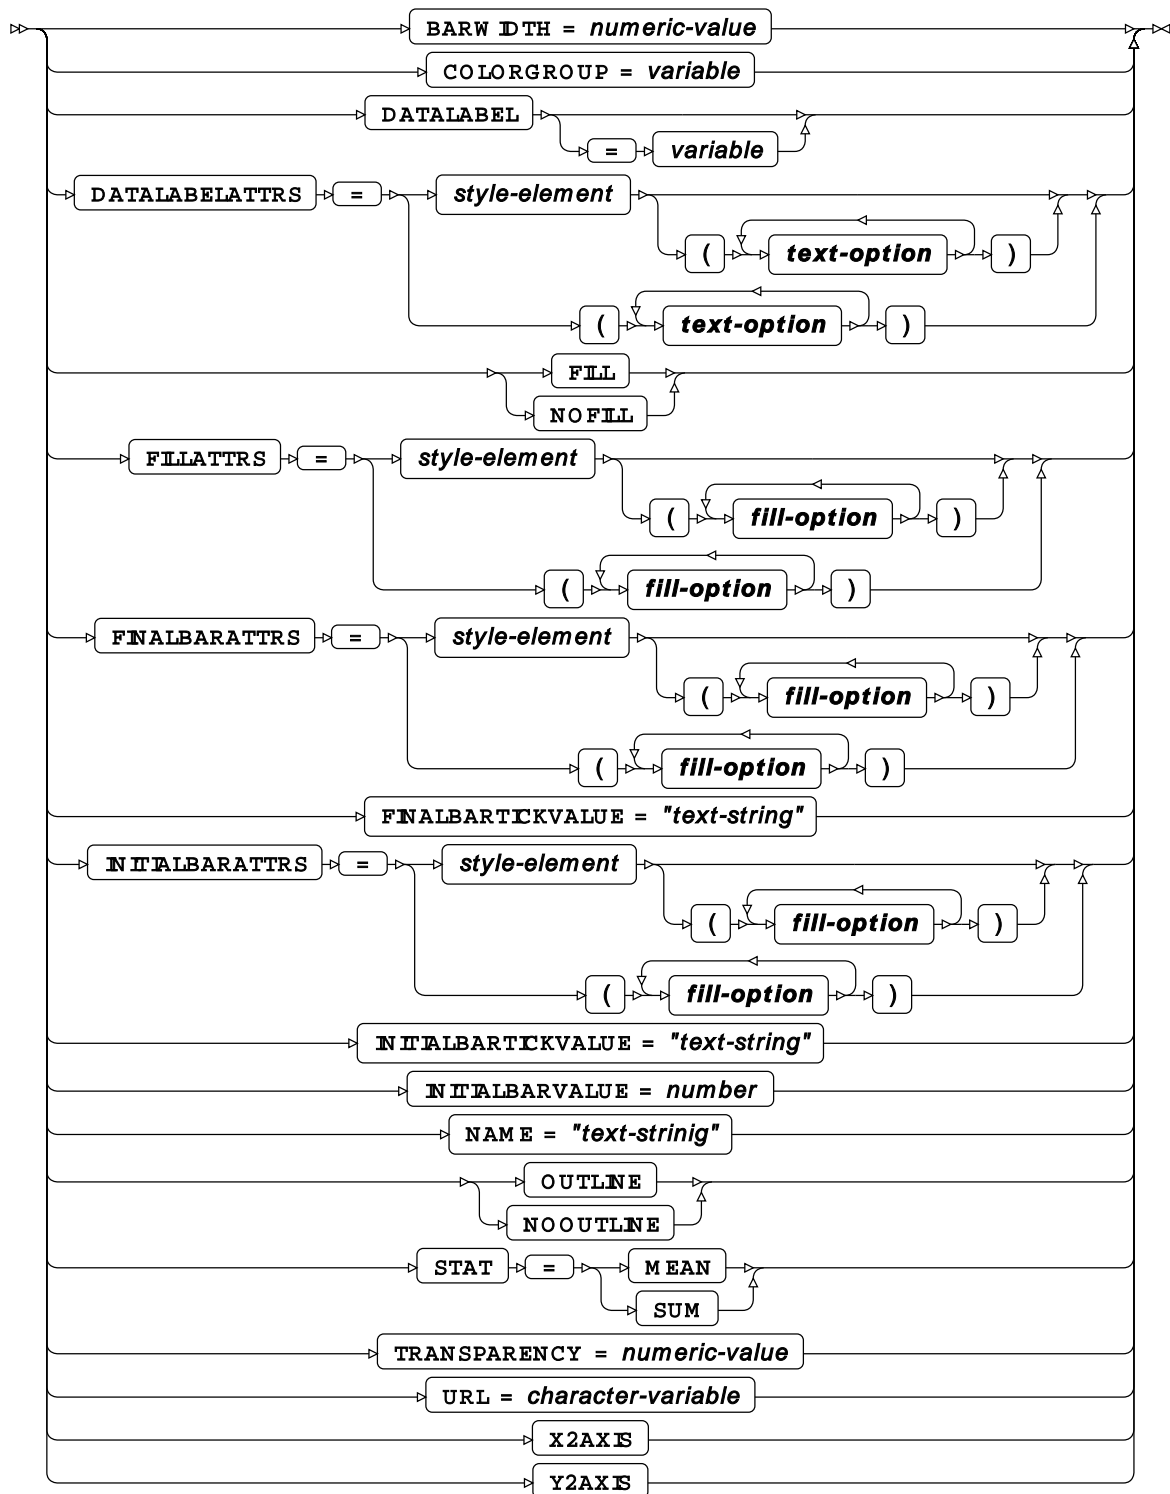 BARWIDTH = numeric-value
COLORGROUP = variable
DATALABEL
= variable
DATALABELATTRS = style-element
( text-option )
( text-option )
FILL
NOFILL
FILLATTRS = style-element
( fill-option )
( fill-option )
FINALBARATTRS = style-element
( fill-option )
( fill-option )
FINALBARTICKVALUE = "text-string"
INITIALBARATTRS = style-element
( fill-option )
( fill-option )
INITIALBARTICKVALUE = "text-string"
INITIALBARVALUE = number
NAME = "text-strinig"
OUTLINE
NOOUTLINE
STAT = MEAN
SUM
TRANSPARENCY = numeric-value
URL = character-variable
X2AXIS
Y2AXIS